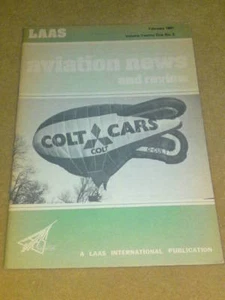 LAAS
aviation news
and review
COLT CARS
COLT
A LAAS INTERNATIONAL PUBLICATION